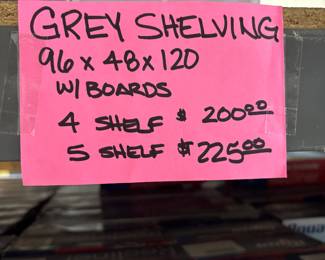 GREY SHELVING
96 x 48 x 120
W/ BOARDS
4 SHELF $ 200.00
5 SHELF $ 225.00